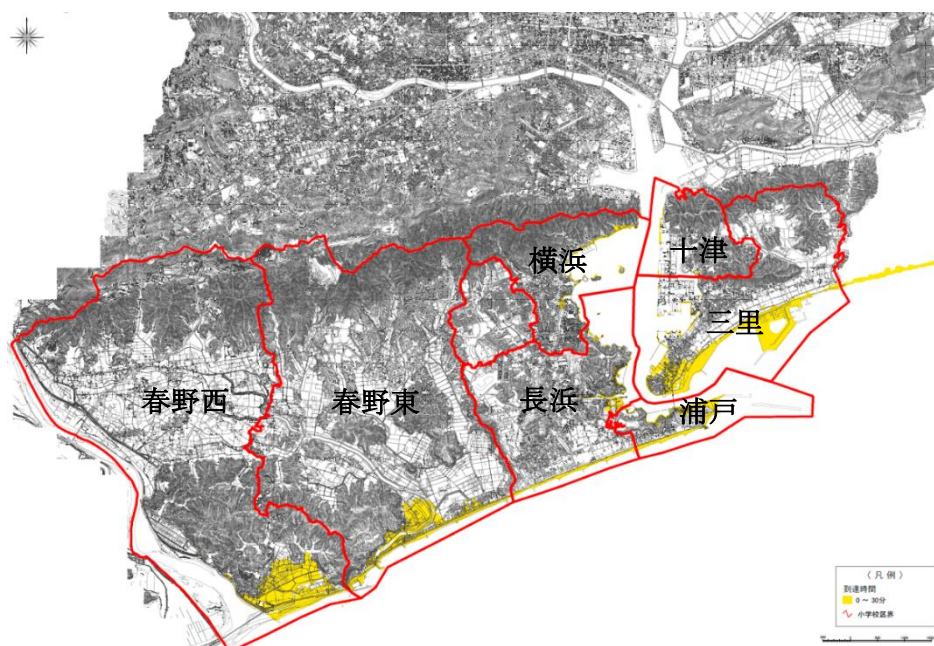 横浜
十津
三里
春野西
春野東
長浜
浦戸
〈凡例〉
到達時間
0 ~ 30分
小学校区界